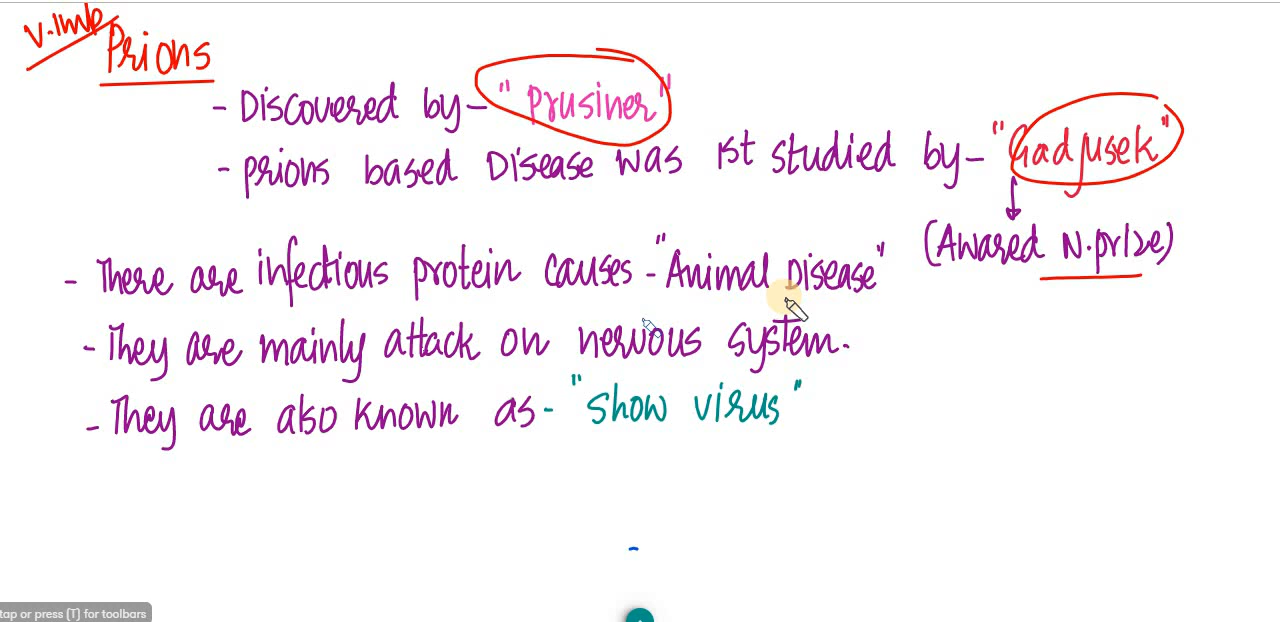 V.Imp
Prions
- Discovered by - "Prusiner"
- Prions based Disease was 1st studied by - "Gadjusek"
(Awared N.prize)
- There are infectious protein causes - "Animal Disease"
- They are mainly attack on nervous system.
- They are also known as - "Show virus"
-
tap or press (T) for toolbars